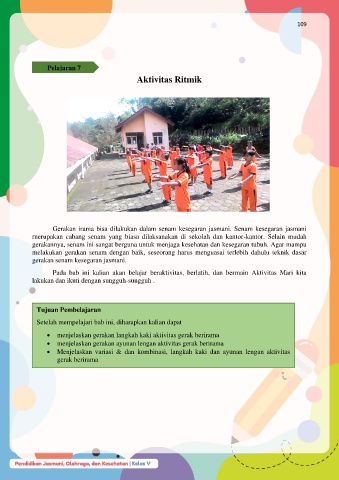 109
Pelajaran 7
Aktivitas Ritmik
Gerakan irama bisa dilakukan dalam senam kesegaran jasmani. Senam kesegaran jasmani
merupakan cabang senam yang biasa dilaksanakan di sekolah dan kantor-kantor. Selain mudah
gerakannya, senam ini sangat berguna untuk menjaga kesehatan dan kesegaran tubuh. Agar mampu
melakukan gerakan senam dengan baik, seseorang harus menguasai terlebih dahulu teknik dasar
gerakan senam kesegaran jasmani.
Pada bab ini kalian akan belajar beraktivitas, berlatih, dan bermain Aktivitas Mari kita
lakukan dan ikuti dengan sungguh-sungguh .
Tujuan Pembelajaran
Setelah mempelajari bab ini, diharapkan kalian dapat
• menjelaskan gerakan langkah kaki aktivitas gerak berirama
• menjelaskan gerakan ayunan lengan aktivitas gerak berirama
• Menjelaskan variasi & dan kombinasi, langkah kaki dan ayunan lengan aktivitas
gerak berirama
Pendidikan Jasmani, Olahraga, dan Kesehatan | Kelas V